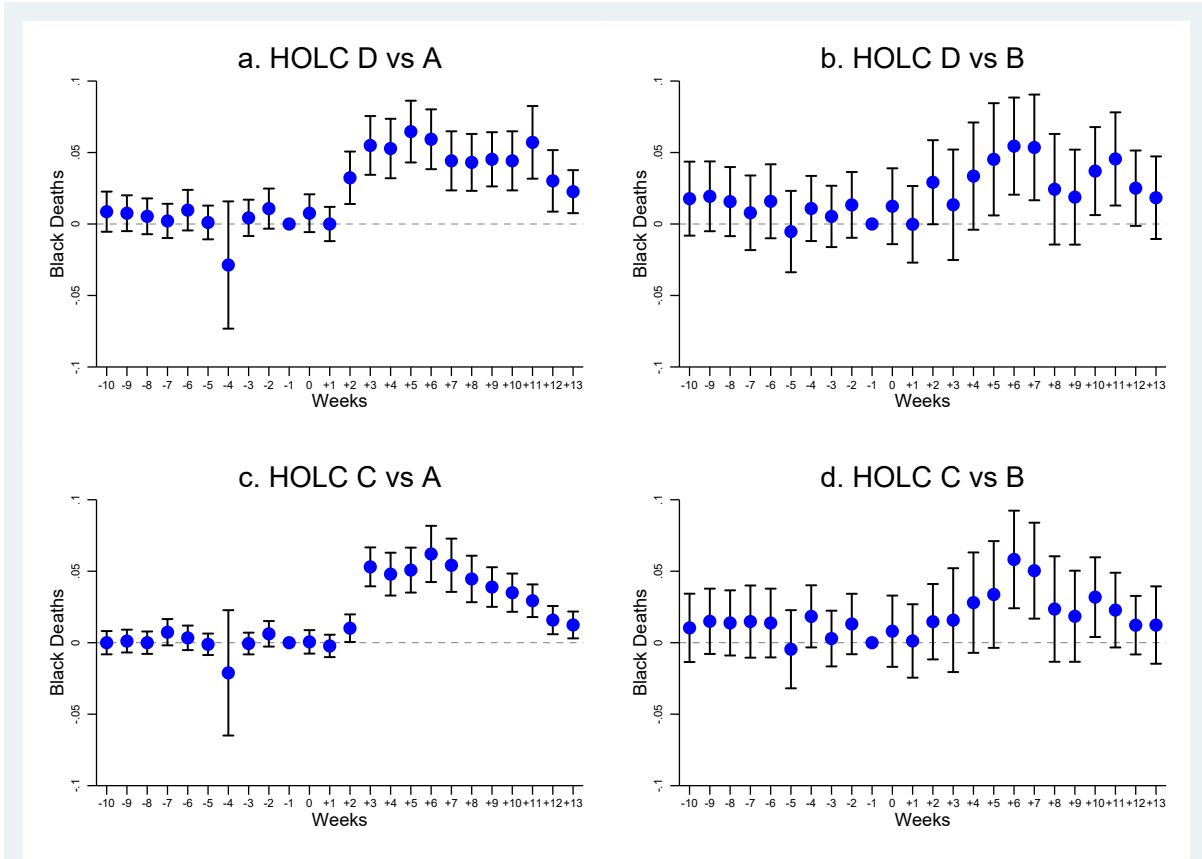 a. HOLC D vs A
Black Deaths
.1
.05
0
-.05
-.1
-10 -9 -8 -7 -6 -5 -4 -3 -2 -1 0 +1 +2 +3 +4 +5 +6 +7 +8 +9 +10 +11 +12 +13
Weeks
b. HOLC D vs B
Black Deaths
.1
.05
0
-.05
-.1
-10 -9 -8 -7 -6 -5 -4 -3 -2 -1 0 +1 +2 +3 +4 +5 +6 +7 +8 +9 +10 +11 +12 +13
Weeks
c. HOLC C vs A
Black Deaths
.1
.05
0
-.05
-.1
-10 -9 -8 -7 -6 -5 -4 -3 -2 -1 0 +1 +2 +3 +4 +5 +6 +7 +8 +9 +10 +11 +12 +13
Weeks
d. HOLC C vs B
Black Deaths
.1
.05
0
-.05
-.1
-10 -9 -8 -7 -6 -5 -4 -3 -2 -1 0 +1 +2 +3 +4 +5 +6 +7 +8 +9 +10 +11 +12 +13
Weeks